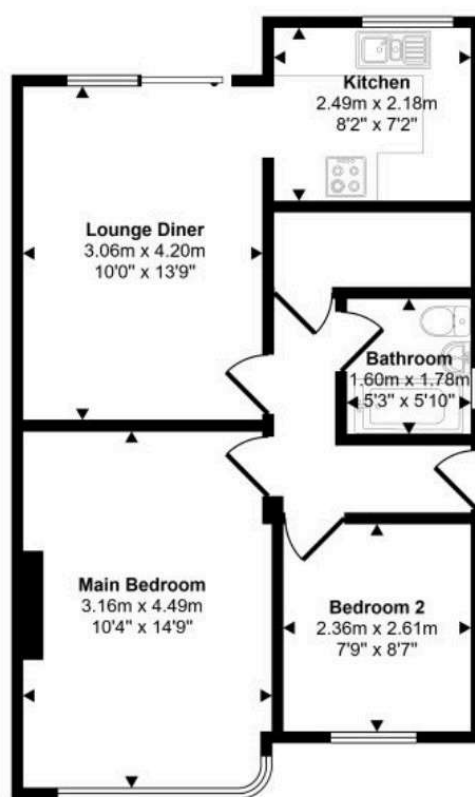 Kitchen
2.49m x 2.18m
8'2" x 7'2"
Lounge Diner
3.06m x 4.20m
10'0" x 13'9"
Bathroom
1.60m x 1.78m
5'3" x 5'10"
Main Bedroom
3.16m x 4.49m
10'4" x 14'9"
Bedroom 2
2.36m x 2.61m
7'9" x 8'7"